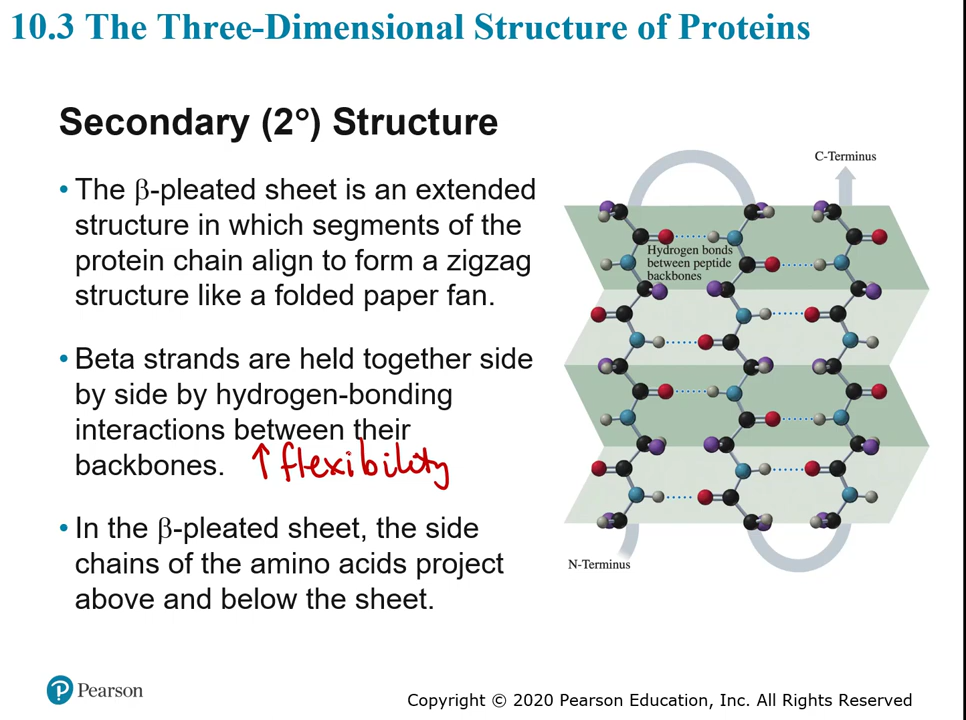 10.3 The Three-Dimensional Structure of Proteins
Secondary (2°) Structure
• The β-pleated sheet is an extended
structure in which segments of the
protein chain align to form a zigzag
structure like a folded paper fan.
• Beta strands are held together side
by side by hydrogen-bonding
interactions between their
backbones. ↑ flexibility
• In the β-pleated sheet, the side
chains of the amino acids project
above and below the sheet.
C-Terminus
Hydrogen bonds
between peptide
backbones
N-Terminus
P Pearson
Copyright © 2020 Pearson Education, Inc. All Rights Reserved